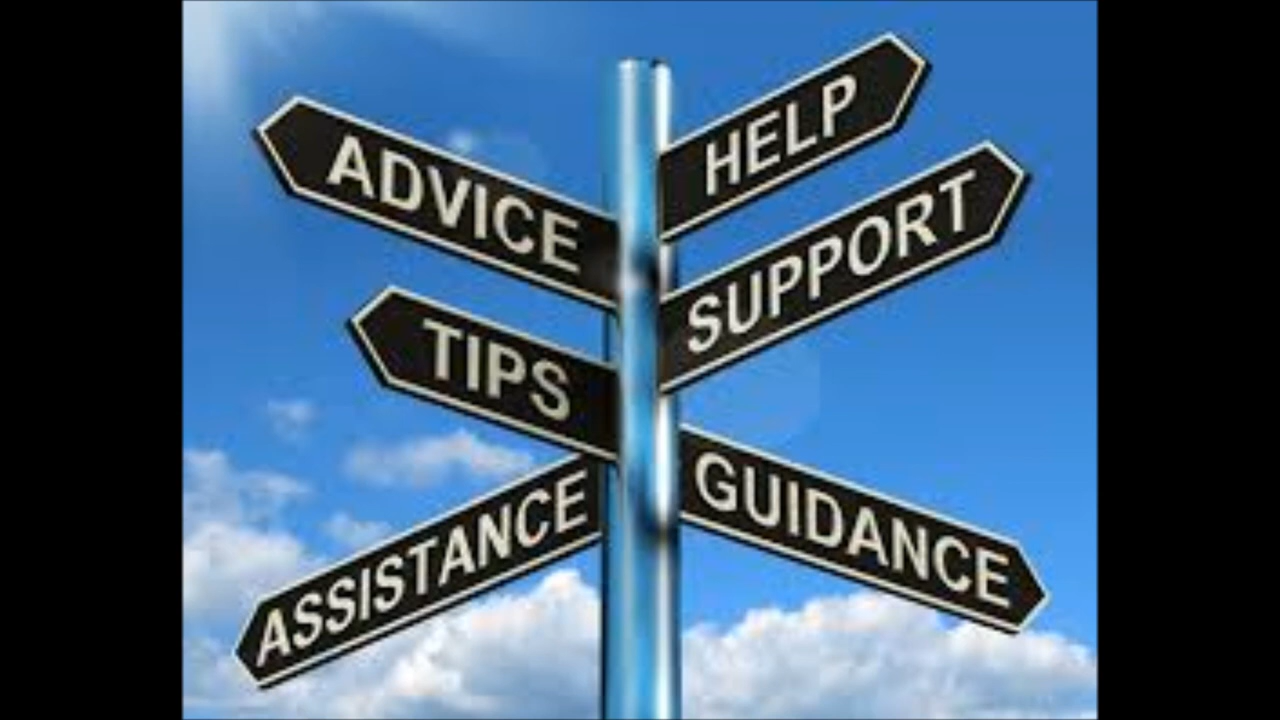 HELP
ADVICE
SUPPORT
TIPS
GUIDANCE
ASSISTANCE